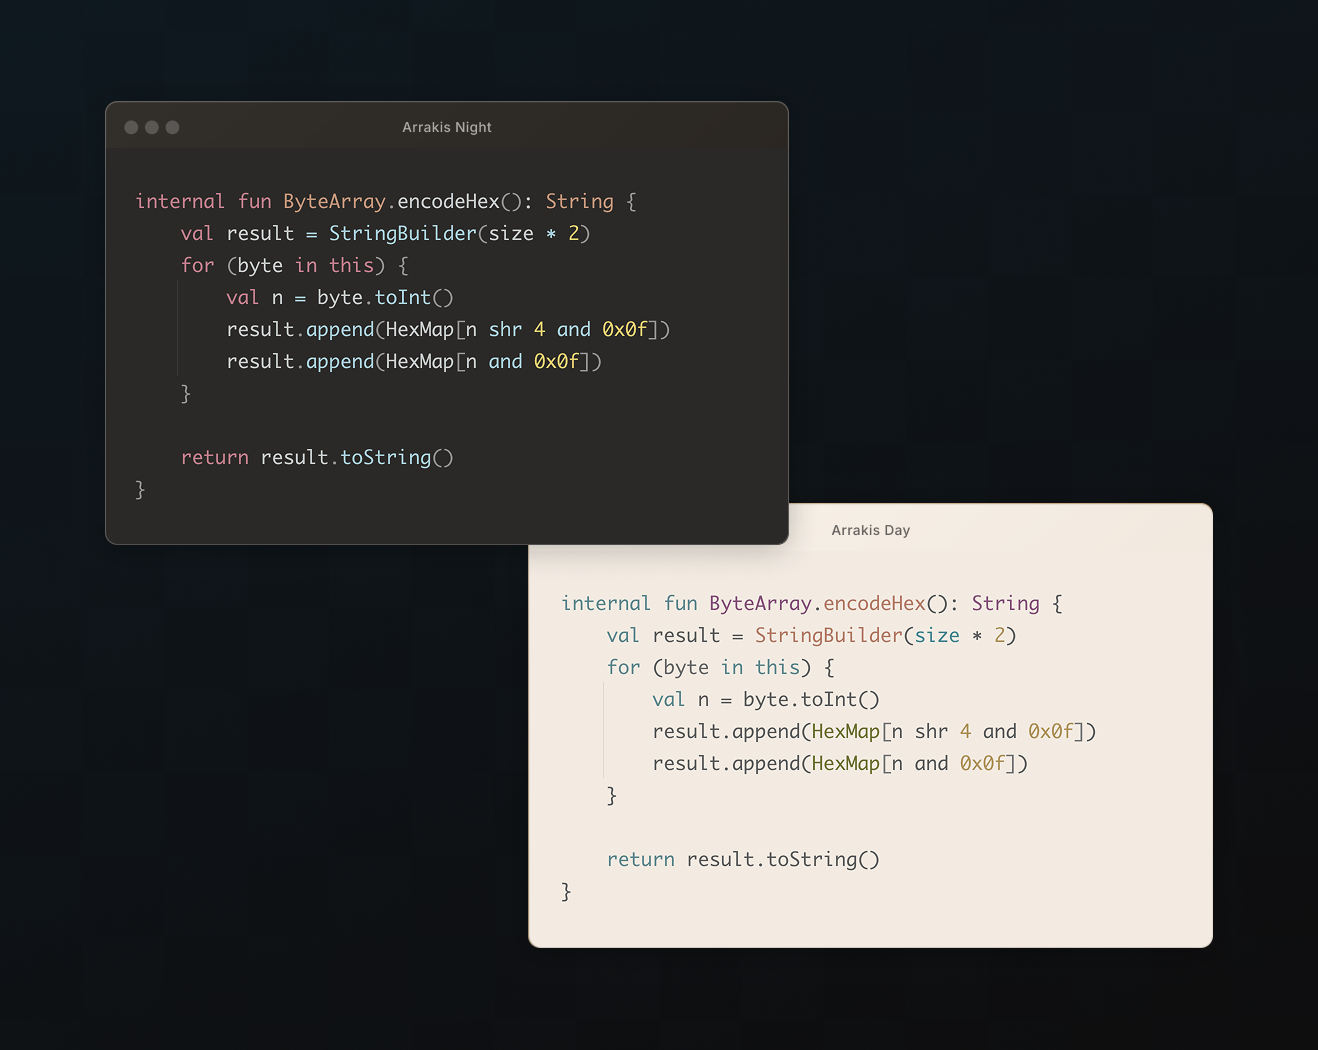 Arrakis Night
internal fun ByteArray.encodeHex(): String {
    val result = StringBuilder(size * 2)
    for (byte in this) {
        val n = byte.toInt()
        result.append(HexMap[n shr 4 and 0x0f])
        result.append(HexMap[n and 0x0f])
    }

    return result.toString()
}
Arrakis Day
internal fun ByteArray.encodeHex(): String {
    val result = StringBuilder(size * 2)
    for (byte in this) {
        val n = byte.toInt()
        result.append(HexMap[n shr 4 and 0x0f])
        result.append(HexMap[n and 0x0f])
    }

    return result.toString()
}